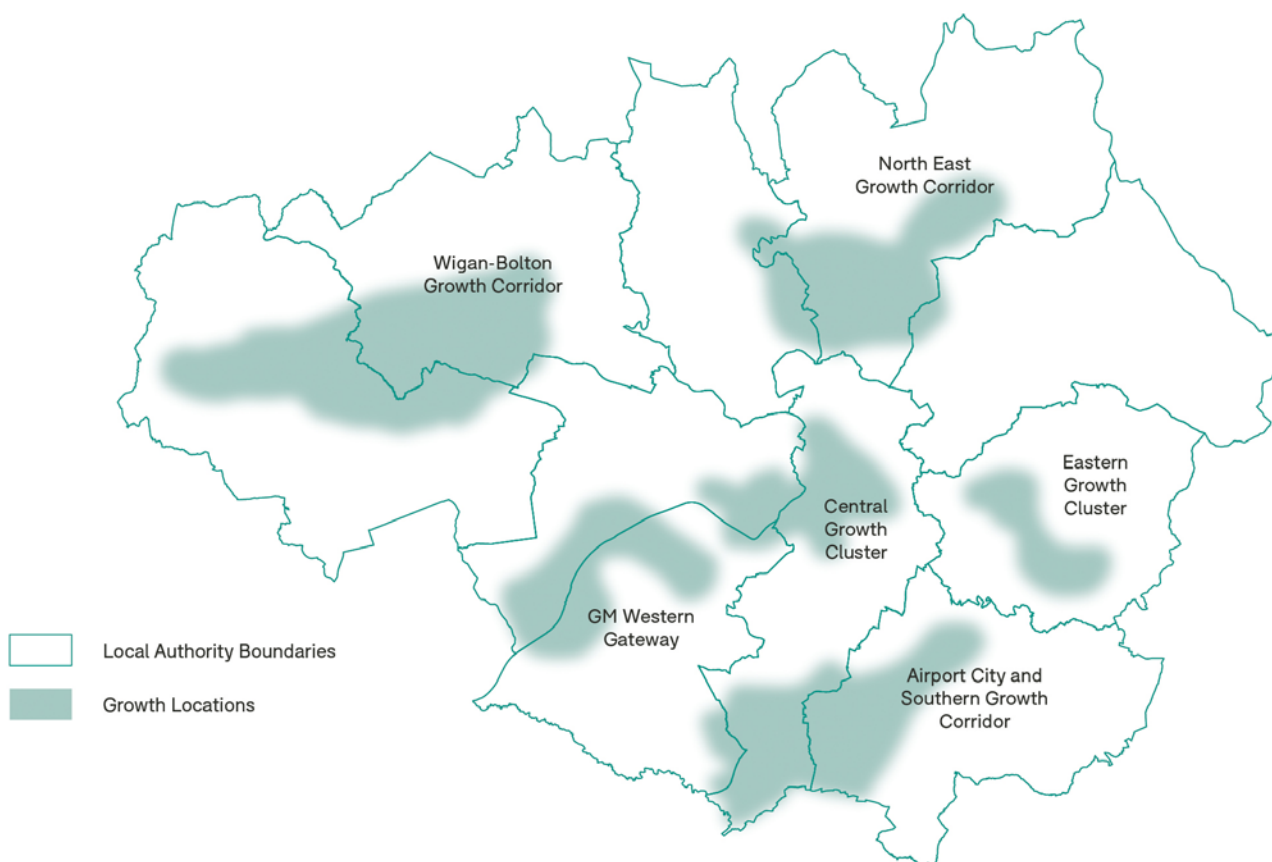 North East
Growth Corridor
Wigan-Bolton
Growth Corridor
Eastern
Growth
Cluster
Central
Growth
Cluster
GM Western
Gateway
Local Authority Boundaries
Growth Locations
Airport City and
Southern Growth
Corridor